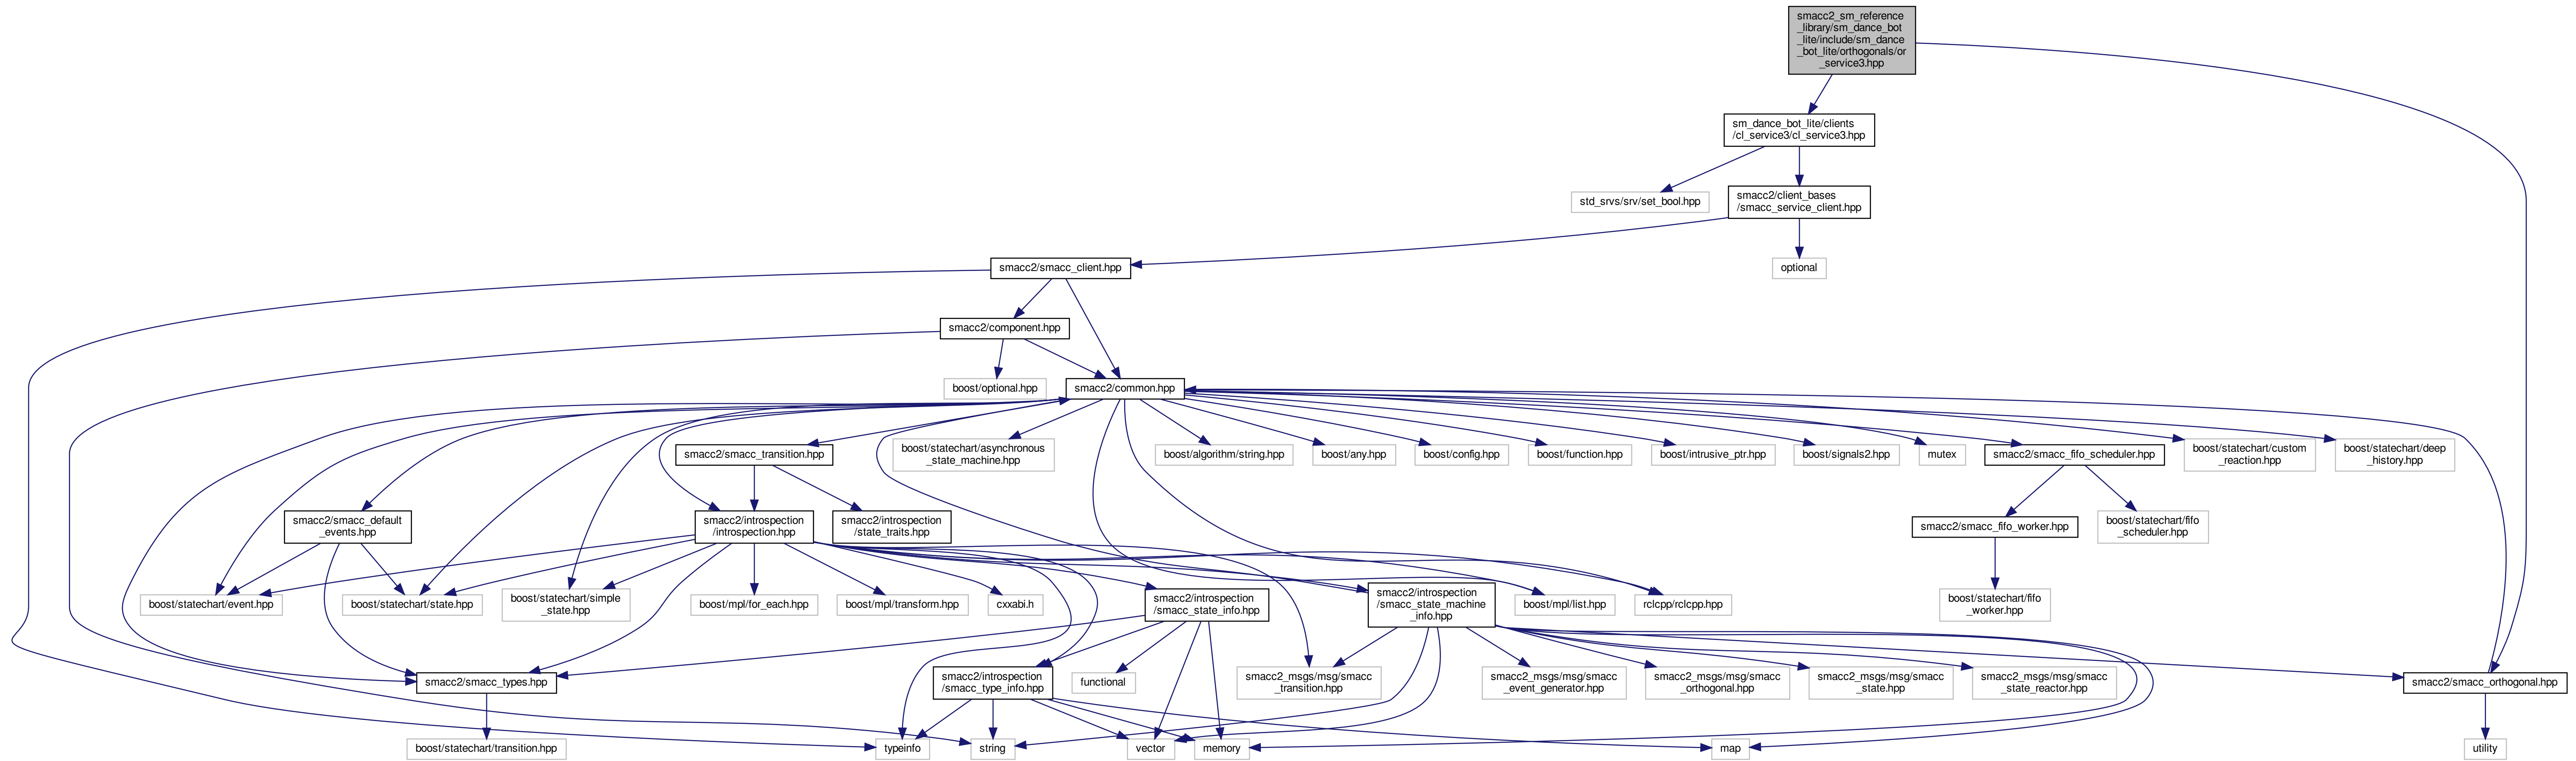 smacc2_sm_reference
_library/sm_dance_bot
_lite/include/sm_dance
_bot_lite/orthogonals/or
_service3.hpp
sm_dance_bot_lite/clients
/cl_service3/cl_service3.hpp
std_srvs/srv/set_bool.hpp
smacc2/client_bases
/smacc_service_client.hpp
smacc2/smacc_client.hpp
optional
smacc2/component.hpp
boost/optional.hpp
smacc2/common.hpp
smacc2/smacc_transition.hpp
boost/statechart/asynchronous
_state_machine.hpp
boost/algorithm/string.hpp
boost/any.hpp
boost/config.hpp
boost/function.hpp
boost/intrusive_ptr.hpp
boost/signals2.hpp
mutex
smacc2/smacc_fifo_scheduler.hpp
boost/statechart/custom
_reaction.hpp
boost/statechart/deep
_history.hpp
smacc2/smacc_default
_events.hpp
smacc2/introspection
/introspection.hpp
smacc2/introspection
/state_traits.hpp
smacc2/smacc_fifo_worker.hpp
boost/statechart/fifo
_scheduler.hpp
boost/statechart/event.hpp
boost/statechart/state.hpp
boost/statechart/simple
_state.hpp
boost/mpl/for_each.hpp
boost/mpl/transform.hpp
cxxabi.h
smacc2/introspection
/smacc_state_info.hpp
smacc2/introspection
/smacc_state_machine
_info.hpp
boost/mpl/list.hpp
rclcpp/rclcpp.hpp
boost/statechart/fifo
_worker.hpp
smacc2/smacc_types.hpp
smacc2/introspection
/smacc_type_info.hpp
functional
smacc2_msgs/msg/smacc
_transition.hpp
smacc2_msgs/msg/smacc
_event_generator.hpp
smacc2_msgs/msg/smacc
_orthogonal.hpp
smacc2_msgs/msg/smacc
_state.hpp
smacc2_msgs/msg/smacc
_state_reactor.hpp
smacc2/smacc_orthogonal.hpp
boost/statechart/transition.hpp
typeinfo
string
vector
memory
map
utility